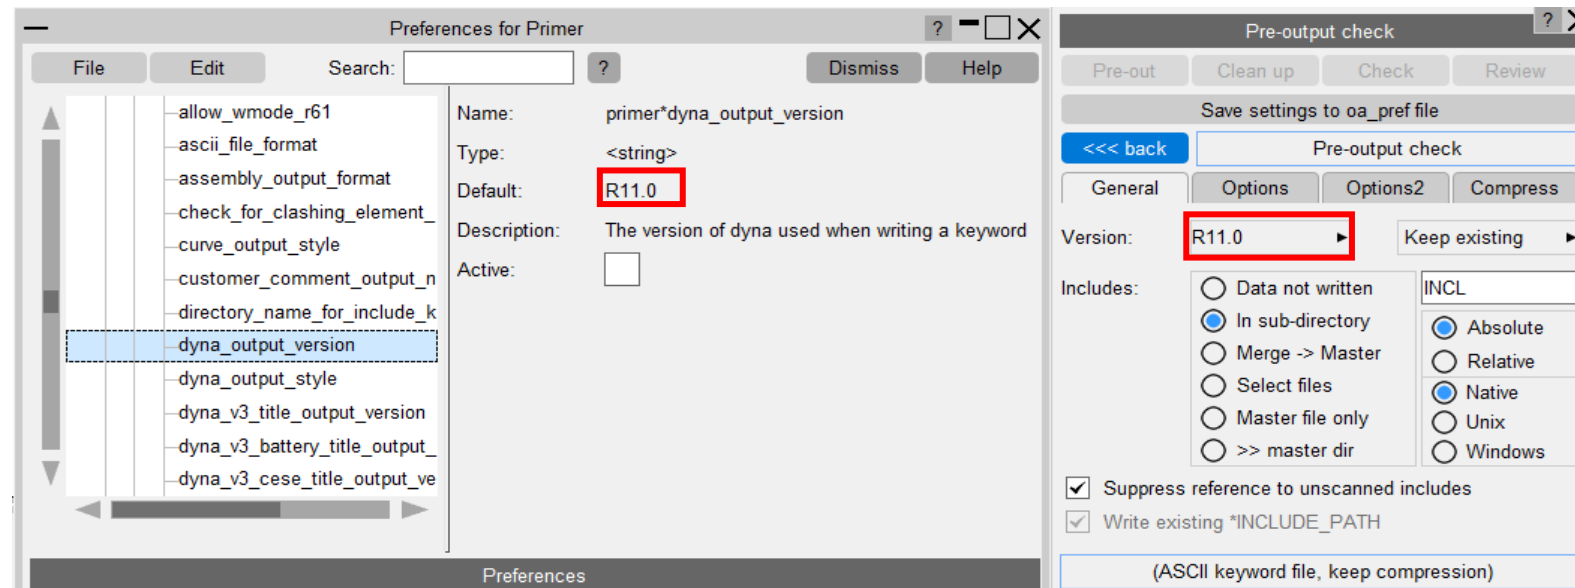 Preferences for Primer
?
File Edit Search: ? Dismiss Help
allow_wmode_r61
ascii_file_format
assembly_output_format
check_for_clashing_element_
curve_output_style
customer_comment_output_n
directory_name_for_include_k
dyna_output_version
dyna_output_style
dyna_v3_title_output_version
dyna_v3_battery_title_output_
dyna_v3_cese_title_output_ve
Name: primer*dyna_output_version
Type: <string>
Default: R11.0
Description: The version of dyna used when writing a keyword
Active:
Preferences
Pre-output check
?
Pre-out Clean up Check Review
Save settings to oa_pref file
<<< back Pre-output check
General Options Options2 Compress
Version: R11.0 Keep existing
Includes:
Data not written
In sub-directory
Merge -> Master
Select files
Master file only
>> master dir
INCL
Absolute
Relative
Native
Unix
Windows
Suppress reference to unscanned includes
Write existing *INCLUDE_PATH
(ASCII keyword file, keep compression)